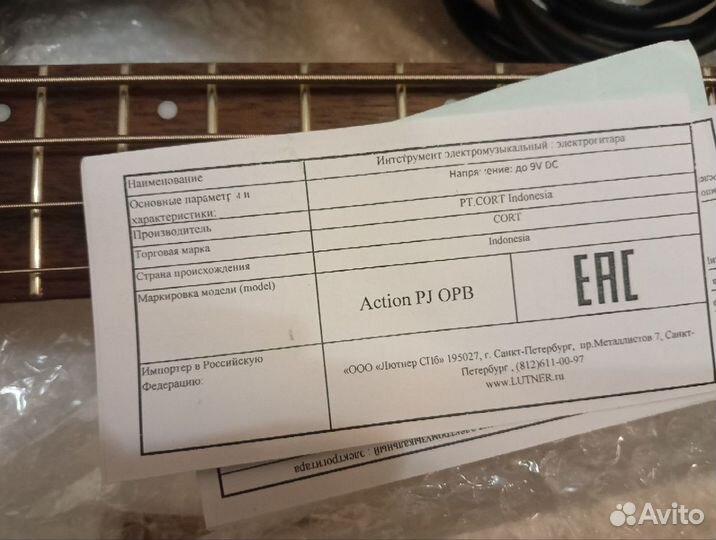 Наименование
Инструмент электромузыкальный : электрогитара
Основные параметры и
характеристики:
Напряжение: до 9V DC
Производитель
PT.CORT Indonesia
Торговая марка
CORT
Страна происхождения
Indonesia
Маркировка модели (model)
Action PJ OPB
EAC
Импортер в Российскую
Федерацию:
«ООО «Лютнер СПб» 195027, г. Санкт-Петербург, пр.Металлистов 7, Санкт-
Петербург , (812)611-00-97
www.LUTNER.ru
электрогитара
Avito